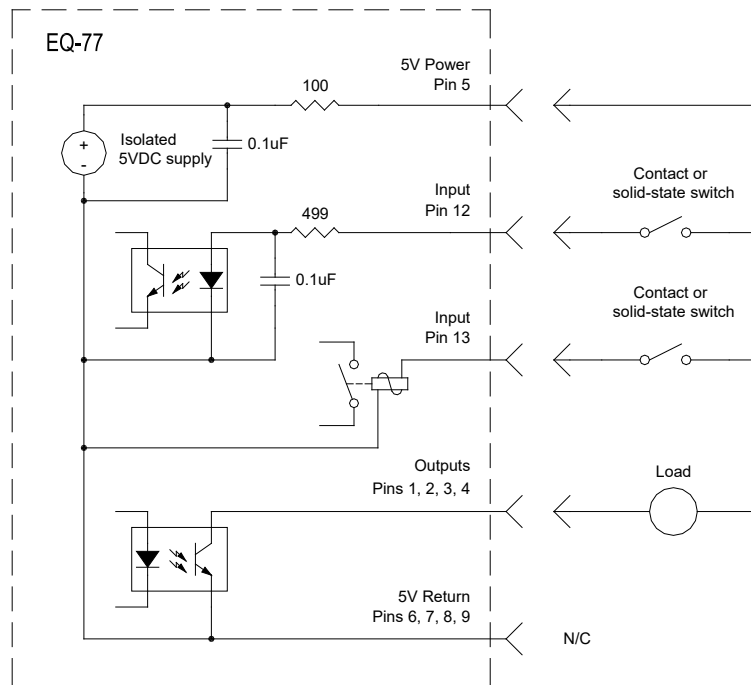 EQ-77
5V Power
Pin 5
100
+
-
Isolated
5VDC supply
0.1uF
Input
Pin 12
499
Contact or
solid-state switch
0.1uF
Input
Pin 13
Contact or
solid-state switch
Outputs
Pins 1, 2, 3, 4
Load
5V Return
Pins 6, 7, 8, 9
N/C